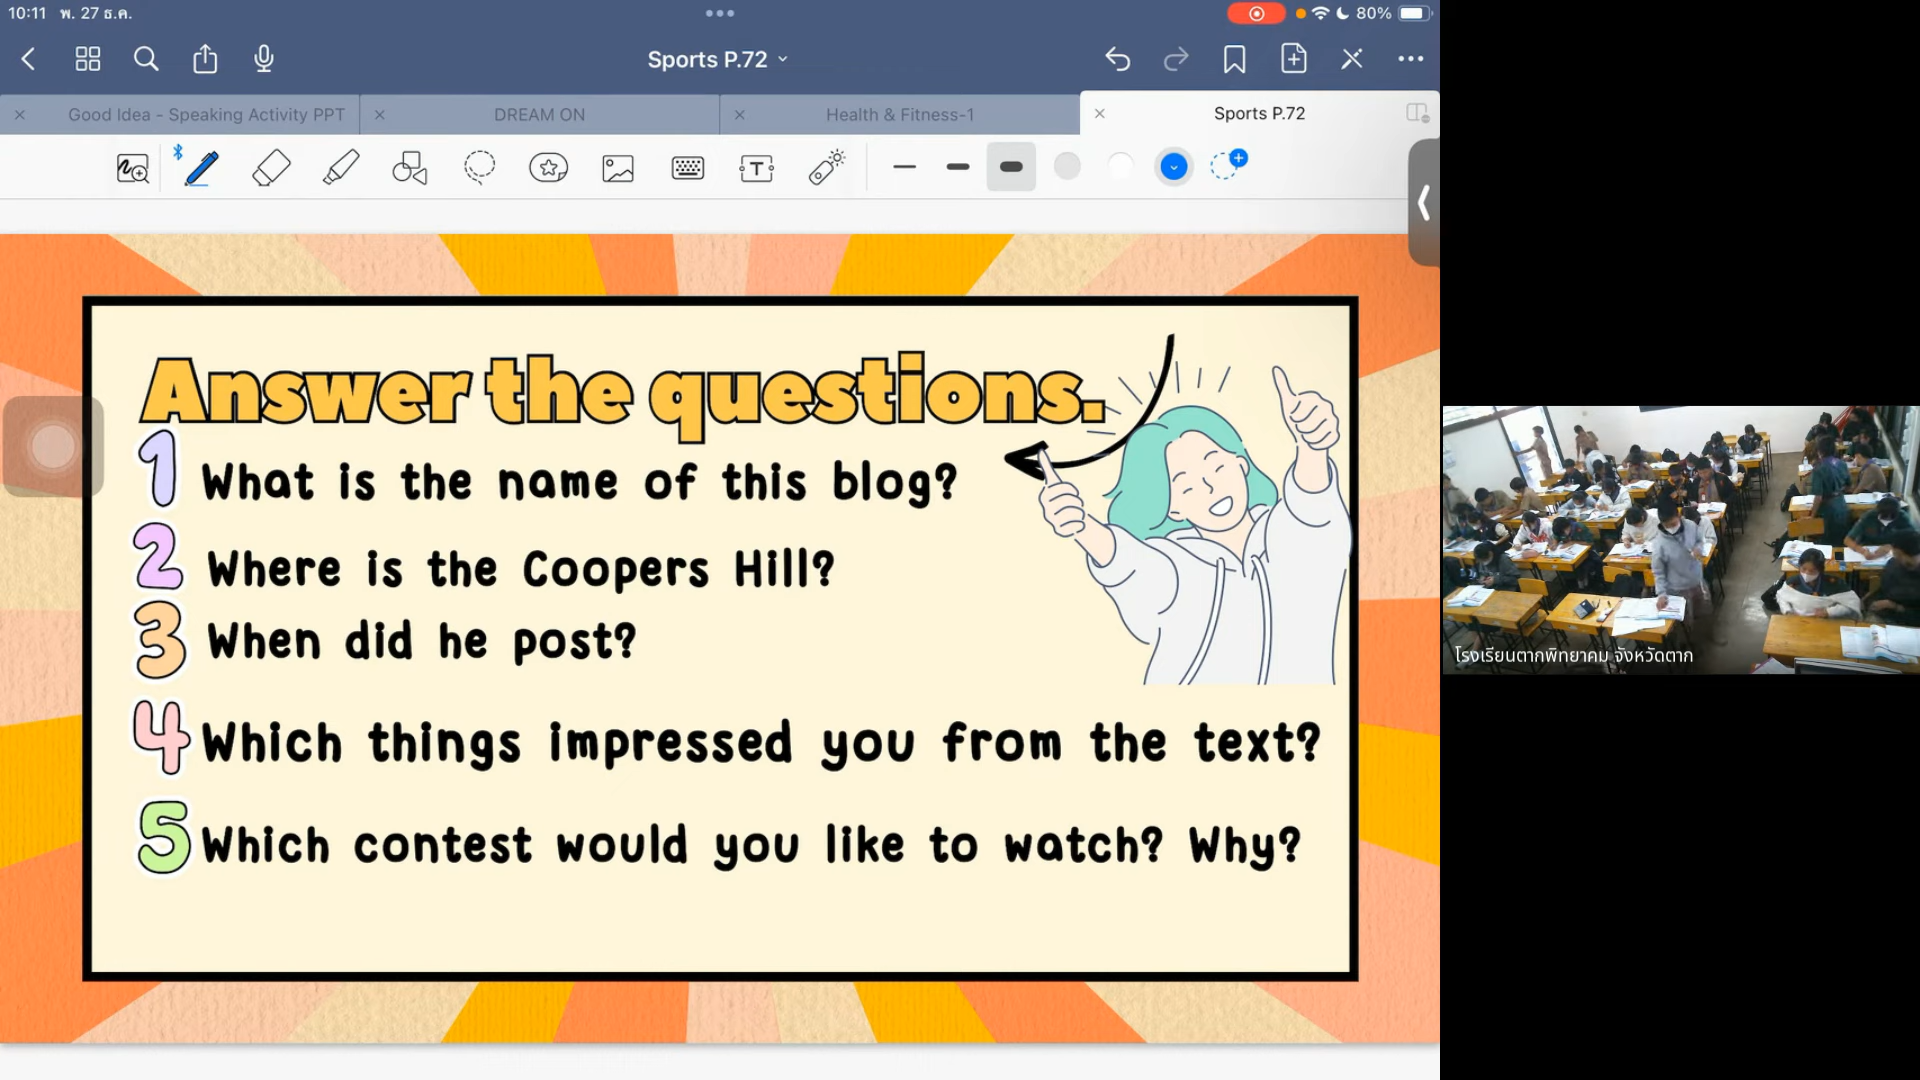 10:11 พ. 27 ธ.ค.
80%
Sports P.72
Good Idea - Speaking Activity PPT
DREAM ON
Health & Fitness-1
Sports P.72
Answer the questions.
1 What is the name of this blog?
2 Where is the Coopers Hill?
3 When did he post?
4 Which things impressed you from the text?
5 Which contest would you like to watch? Why?
โรงเรียนตากพิทยาคม จังหวัดตาก